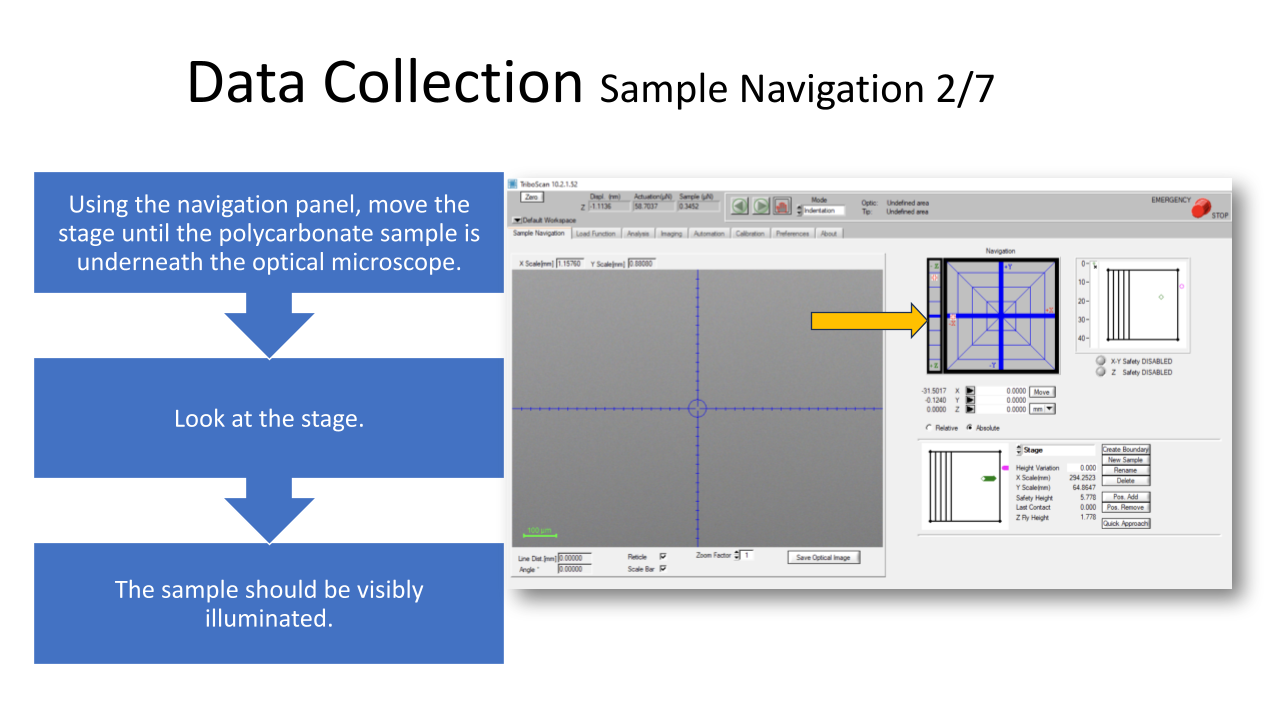 Data Collection Sample Navigation 2/7
Using the navigation panel, move the
stage until the polycarbonate sample is
underneath the optical microscope.
Look at the stage.
The sample should be visibly
illuminated.
TriboScan 10.2.1.52
Zero
Displ. (nm) Actuation(µN) Sample (µN)
Z -1.1136 58.7037 0.3452
Mode
Indentation
Optic: Undefined area
Tip: Undefined area
EMERGENCY
STOP
Default Workspace
Sample Navigation Load Function Analysis Imaging Automation Calibration Preferences About
X Scale[mm] 1.15760 Y Scale[mm] 0.88080
100 µm
Line Dist.[mm] 0.00000 Reticle Zoom Factor 1 Save Optical Image
Angle ° 0.00000 Scale Bar
Navigation
+Y
-Y
0
10
20
30
40
X-Y Safety DISABLED
Z Safety DISABLED
-31.5017 X 0.0000 Move
-0.1240 Y 0.0000
0.0000 Z 0.0000 mm
Relative Absolute
Stage
Height Variation 0.000
X Scale(mm) 294.2523
Y Scale(mm) 64.8647
Safety Height 5.778
Last Contact 0.000
Z Fly Height 1.778
Create Boundary
New Sample
Rename
Delete
Pos. Add
Pos. Remove
Quick Approach